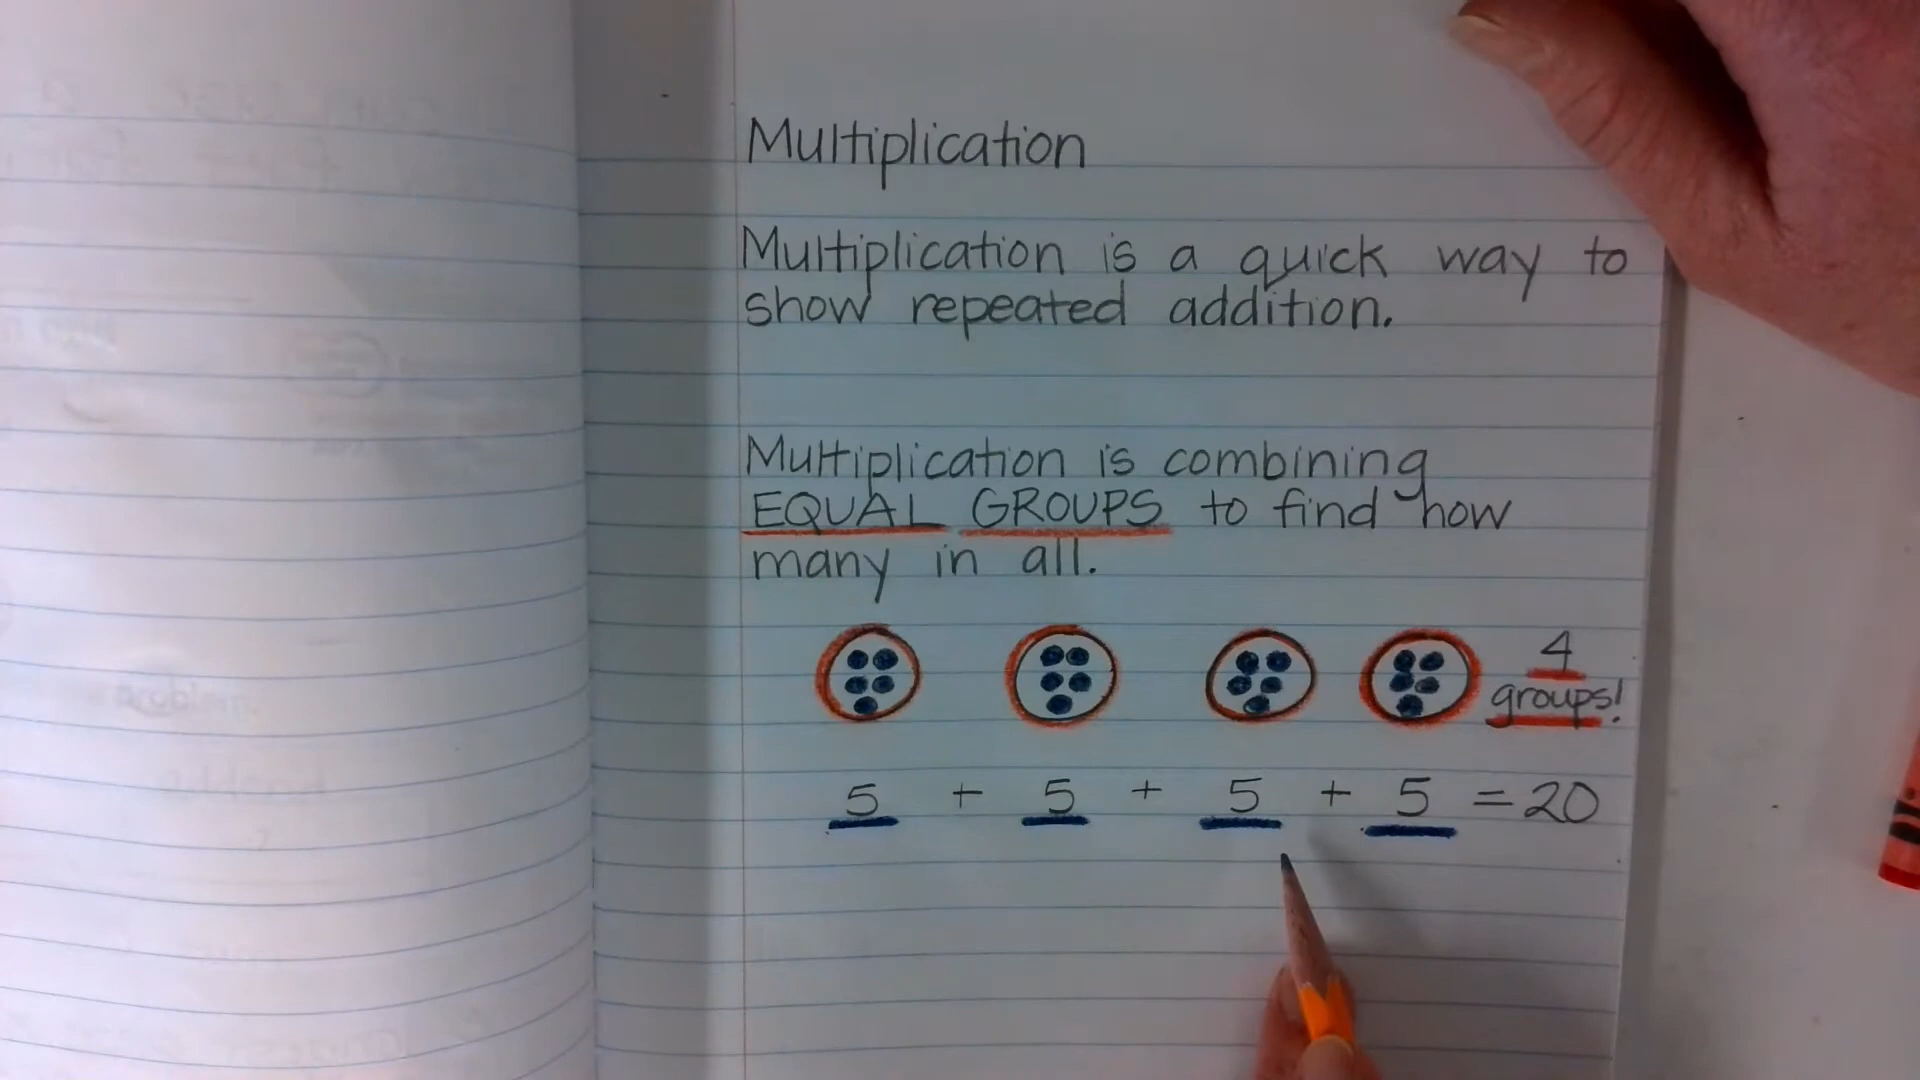 Multiplication
Multiplication is a quick way to
show repeated addition.
Multiplication is combining
EQUAL GROUPS to find how
many in all.
4
groups!
5 + 5 + 5 + 5 = 20